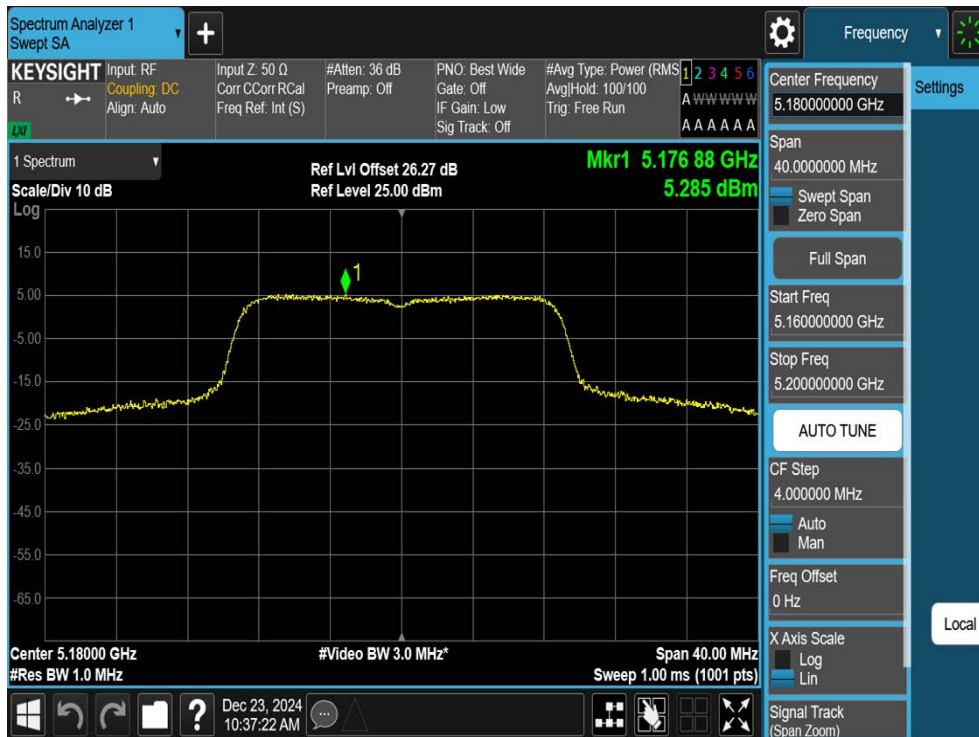 Spectrum Analyzer 1
Swept SA
+
Frequency
KEYSIGHT
R
LXI
Input: RF
Coupling: DC
Align: Auto
Input Z: 50 Ω
Corr CCorr RCal
Freq Ref: Int (S)
#Atten: 36 dB
Preamp: Off
PNO: Best Wide
Gate: Off
IF Gain: Low
Sig Track: Off
#Avg Type: Power (RMS
Avg|Hold: 100/100
Trig: Free Run
1 2 3 4 5 6
A W W W W W
A A A A A A
1 Spectrum
Scale/Div 10 dB
Log
Ref Lvl Offset 26.27 dB
Ref Level 25.00 dBm
Mkr1 5.176 88 GHz
5.285 dBm
15.0
5.00
-5.00
-15.0
-25.0
-35.0
-45.0
-55.0
-65.0
1
Center 5.18000 GHz
#Res BW 1.0 MHz
#Video BW 3.0 MHz*
Span 40.00 MHz
Sweep 1.00 ms (1001 pts)
?
Dec 23, 2024
10:37:22 AM
Center Frequency
5.180000000 GHz
Span
40.0000000 MHz
Swept Span
Zero Span
Full Span
Start Freq
5.160000000 GHz
Stop Freq
5.200000000 GHz
AUTO TUNE
CF Step
4.000000 MHz
Auto
Man
Freq Offset
0 Hz
X Axis Scale
Log
Lin
Signal Track
(Span Zoom)
Settings
Local